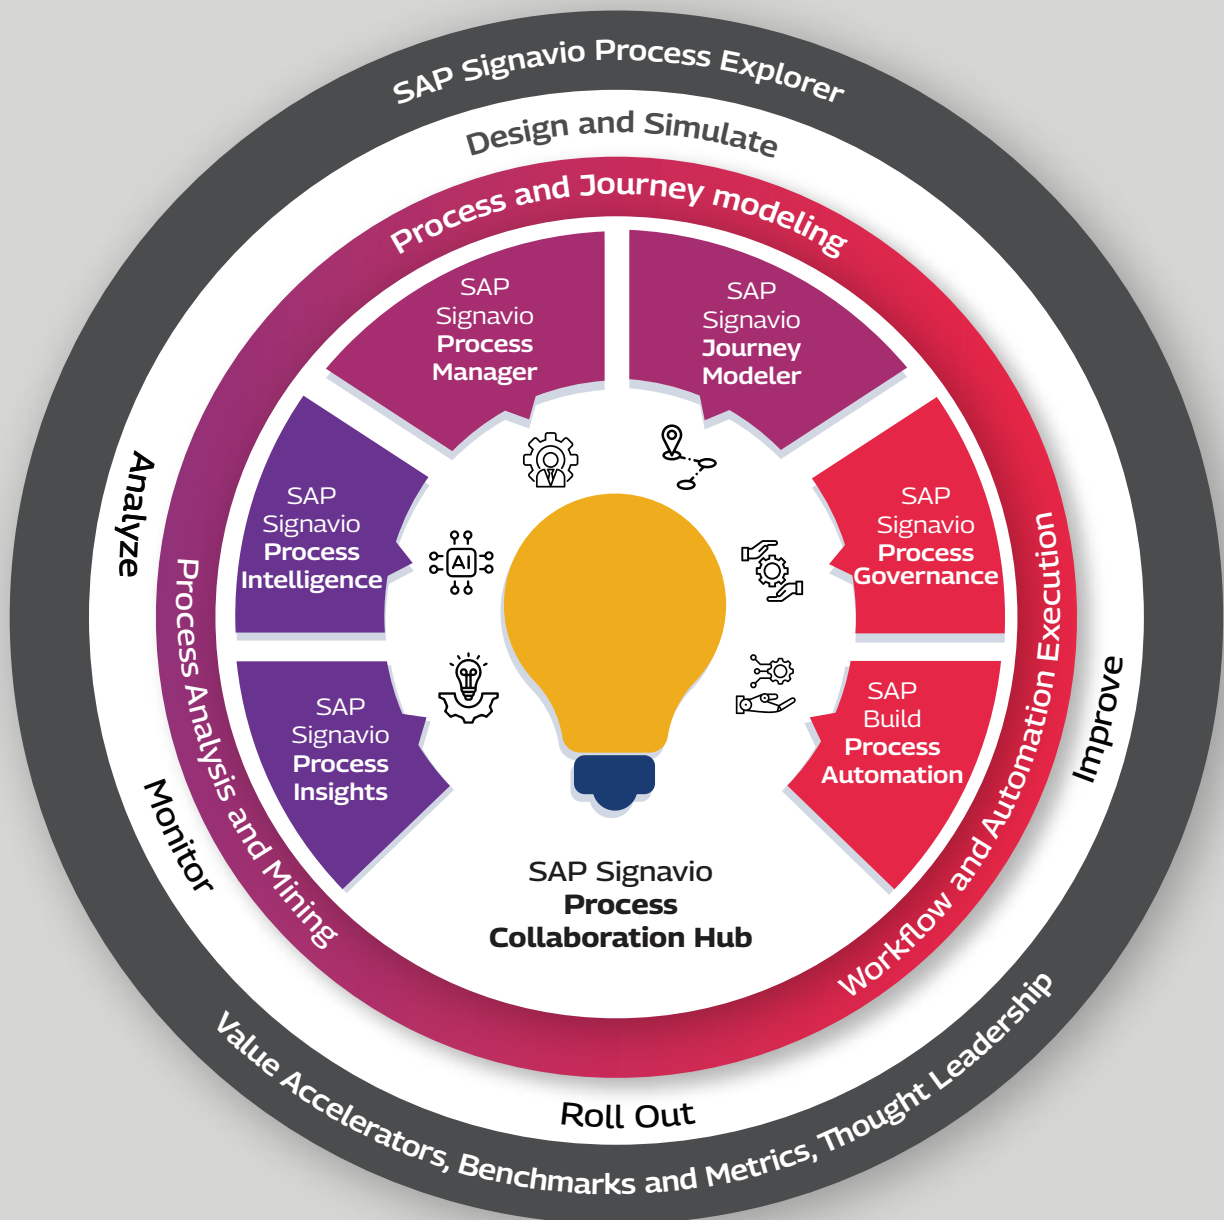 SAP Signavio Process Explorer
Design and Simulate
Process and Journey modeling
SAP
Signavio
Process
Manager
SAP
Signavio
Journey
Modeler
Analyze
SAP
Signavio
Process
Intelligence
AI
SAP
Signavio
Process
Governance
Process Analysis and Mining
Workflow and Automation Execution
SAP
Signavio
Process
Insights
SAP
Build
Process
Automation
Improve
Monitor
SAP Signavio
Process
Collaboration Hub
Roll Out
Value Accelerators, Benchmarks and Metrics, Thought Leadership